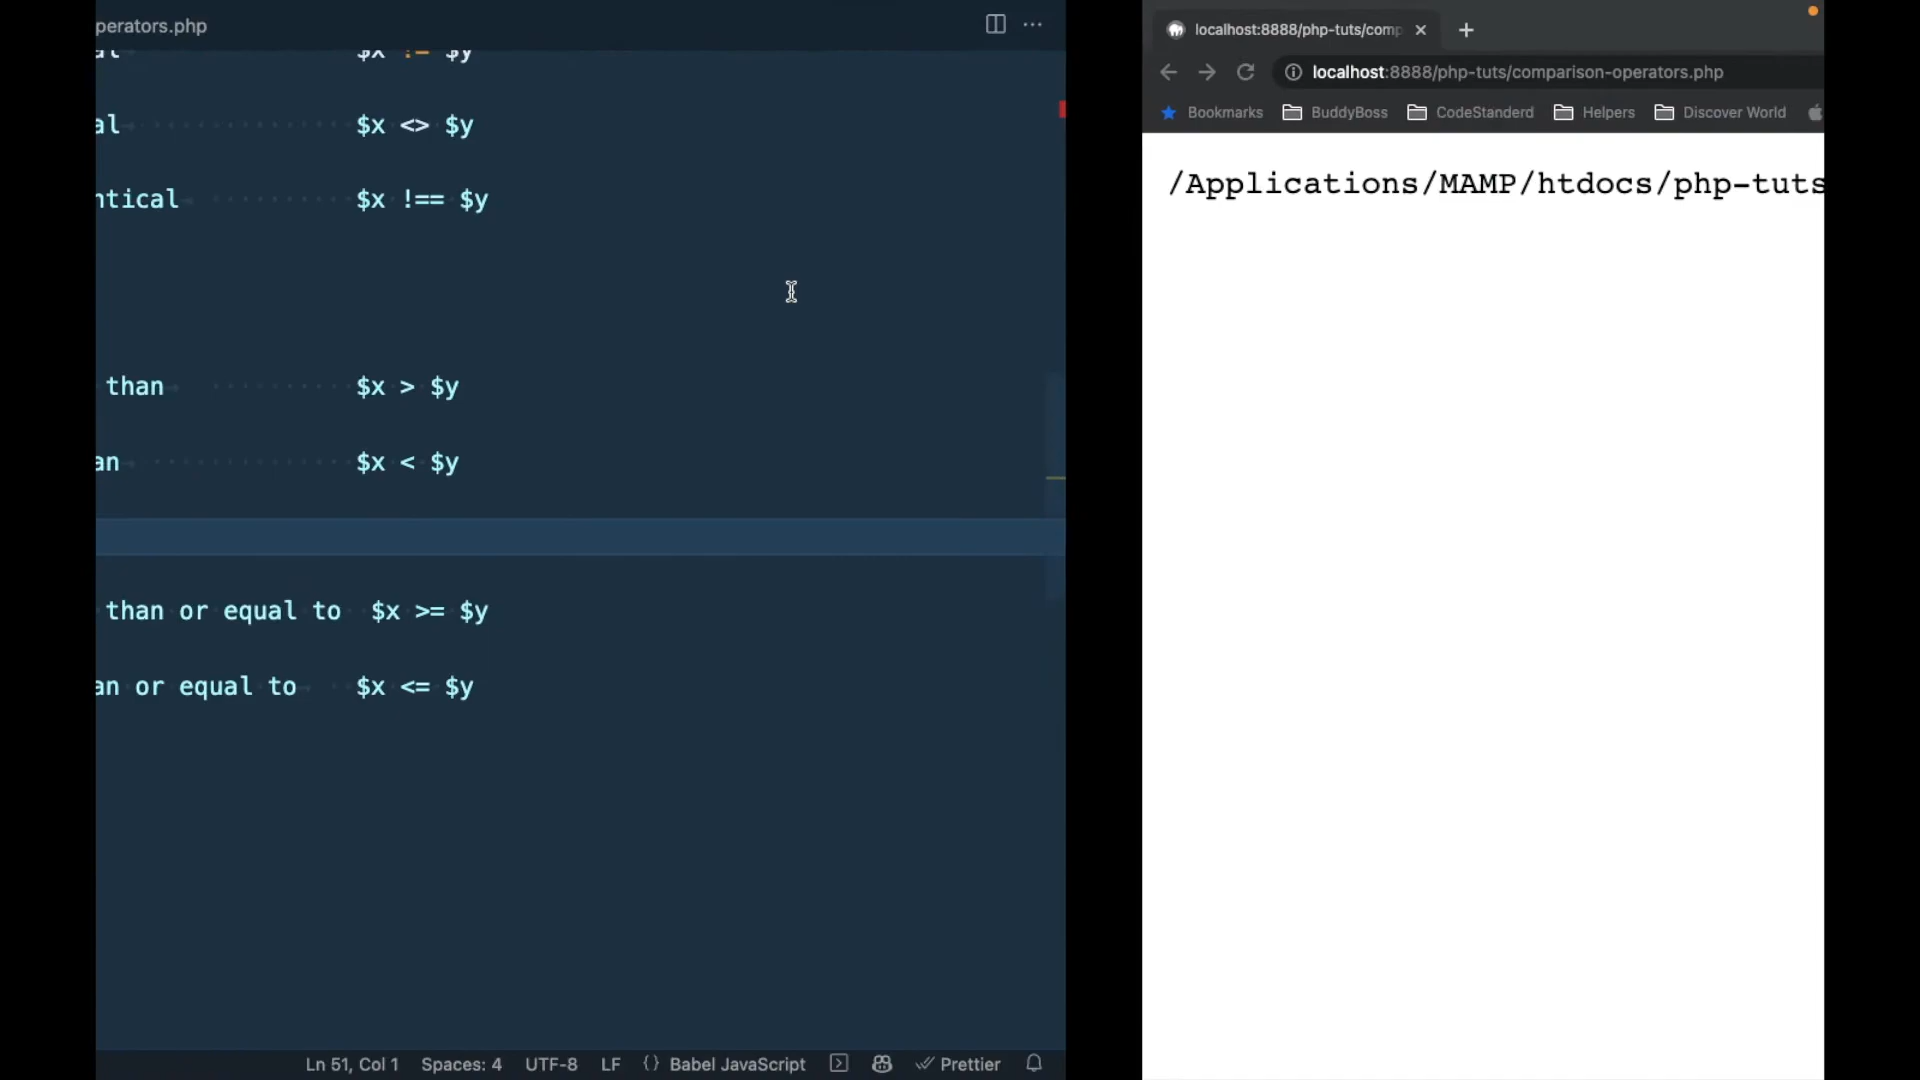 perators.php
$x != $y
al $x <> $y
ntical $x !== $y
than $x > $y
an $x < $y
than or equal to $x >= $y
an or equal to $x <= $y
Ln 51, Col 1 Spaces: 4 UTF-8 LF {} Babel JavaScript Prettier
localhost:8888/php-tuts/comp
localhost:8888/php-tuts/comparison-operators.php
Bookmarks BuddyBoss CodeStanderd Helpers Discover World
/Applications/MAMP/htdocs/php-tuts